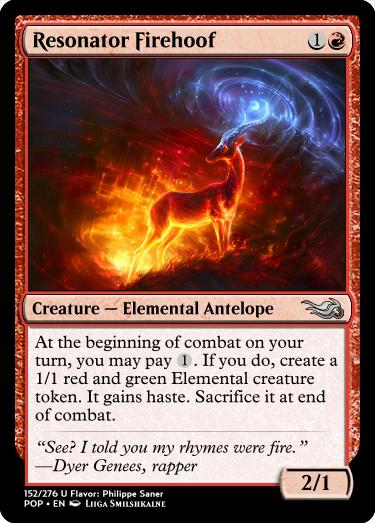 Resonator Firehoof 1
Creature — Elemental Antelope
At the beginning of combat on your
turn, you may pay 1. If you do, create a
1/1 red and green Elemental creature
token. It gains haste. Sacrifice it at end
of combat.
“See? I told you my rhymes were fire.”
—Dyer Genees, rapper
2/1
152/276 U Flavor: Philippe Saner
POP • EN Liiga Smilshkalne